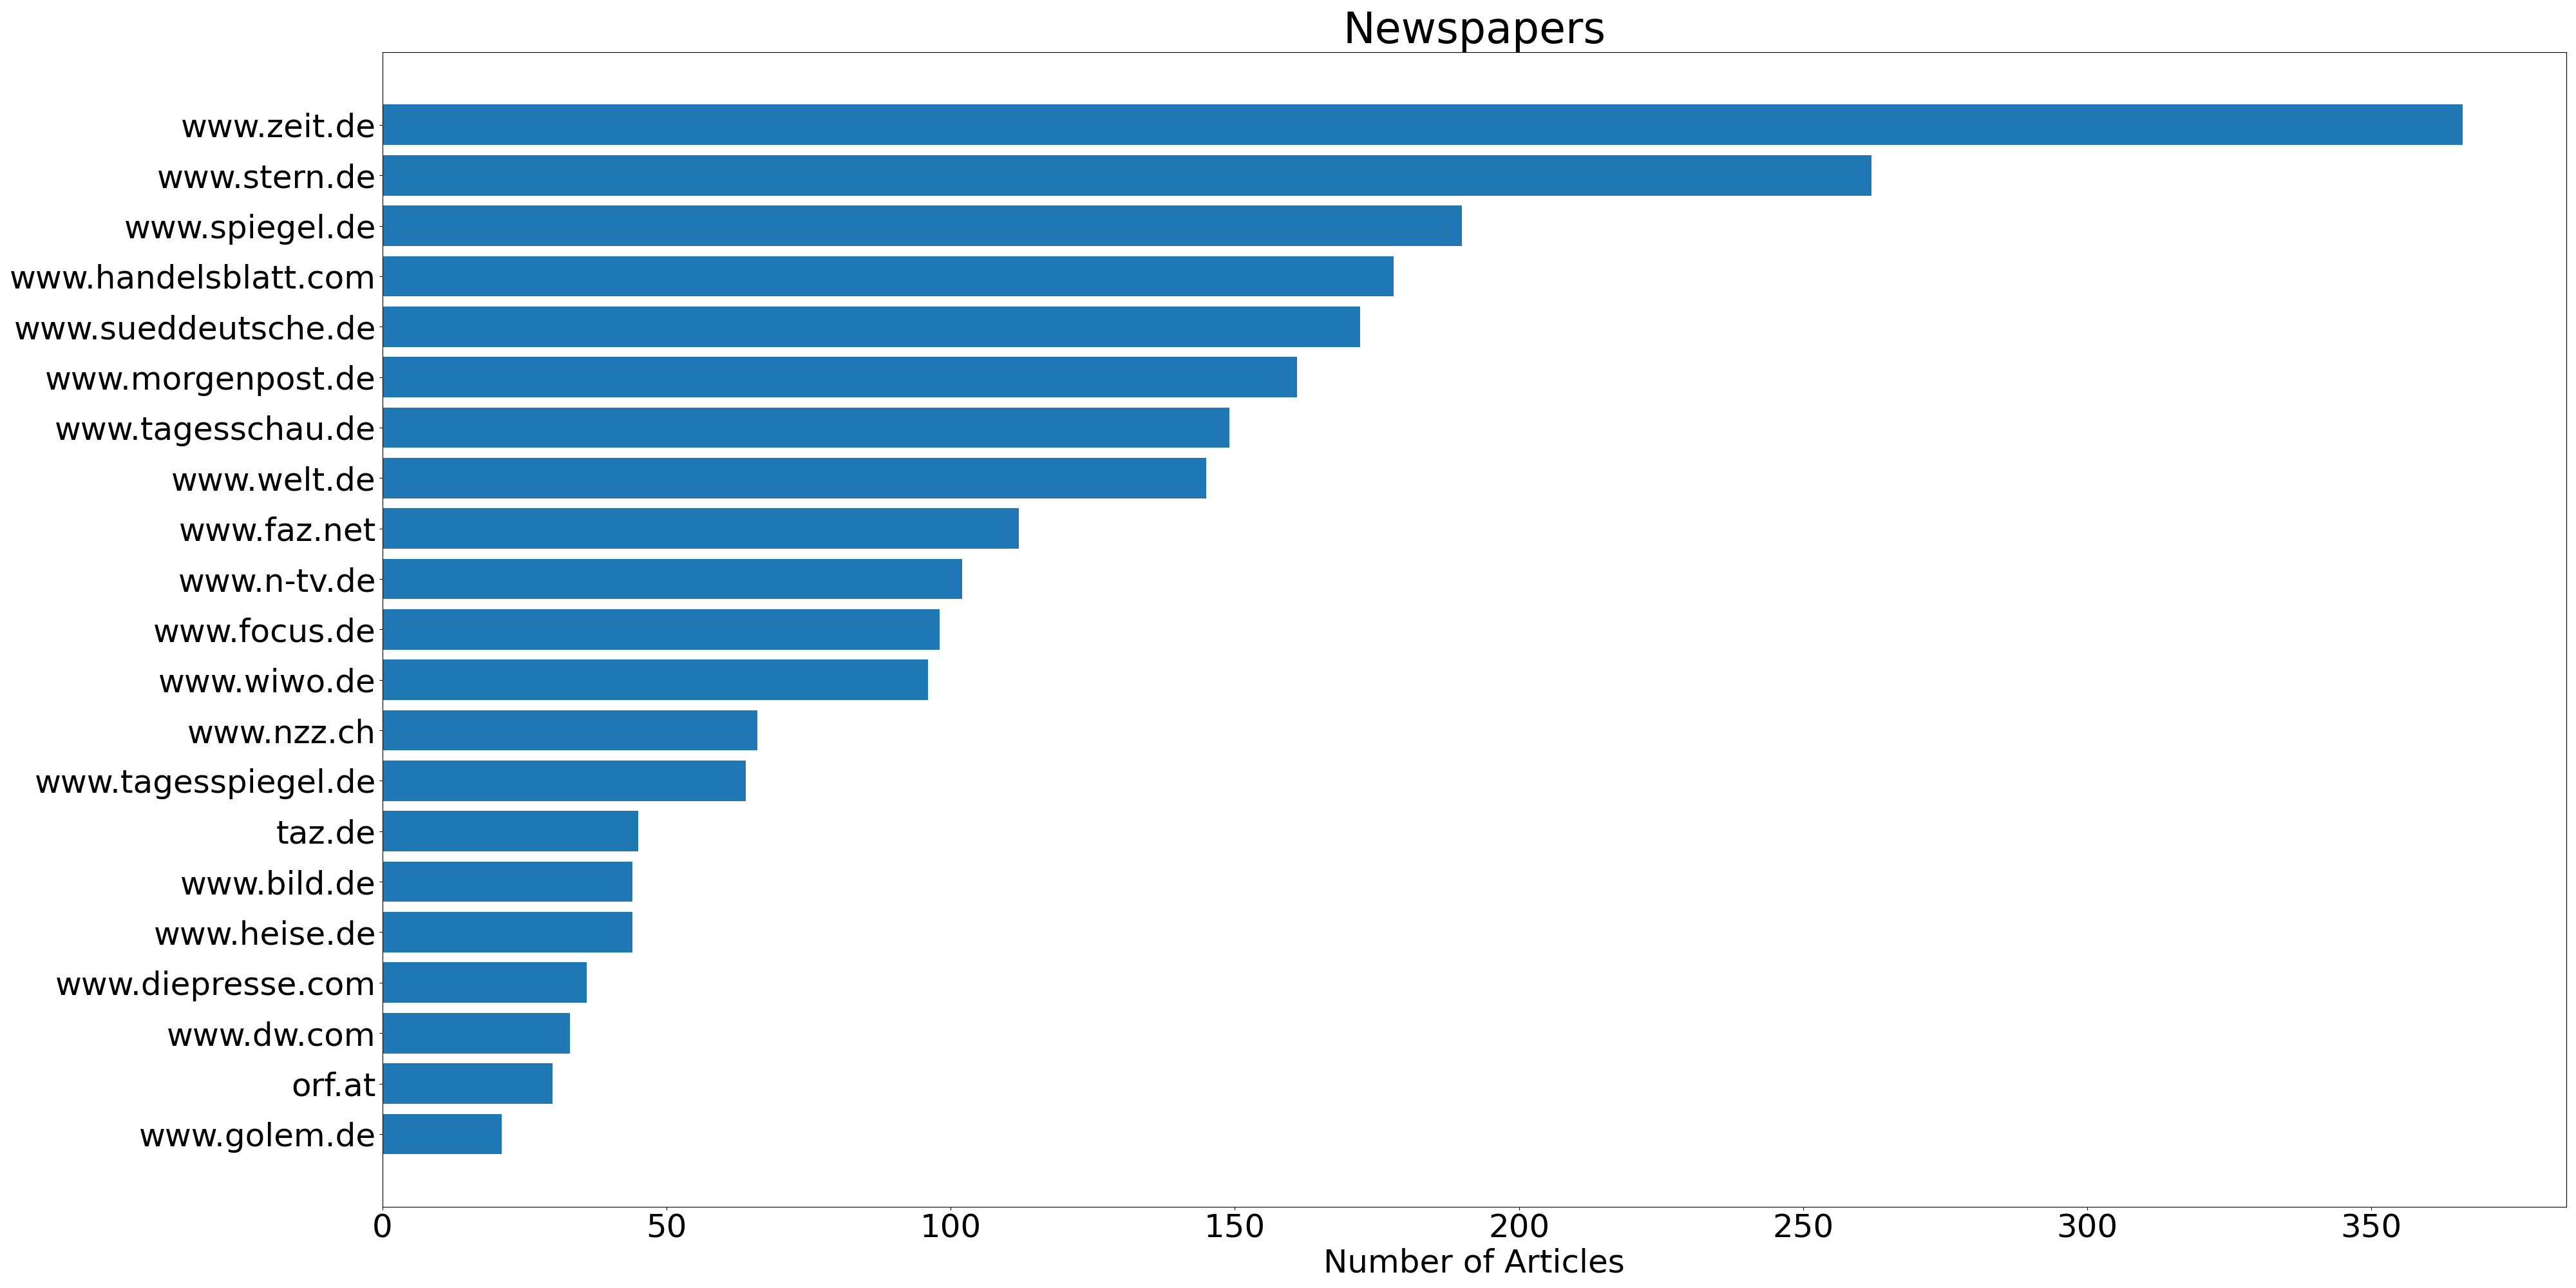 Newspapers
www.zeit.de
www.stern.de
www.spiegel.de
www.handelsblatt.com
www.sueddeutsche.de
www.morgenpost.de
www.tagesschau.de
www.welt.de
www.faz.net
www.n-tv.de
www.focus.de
www.wiwo.de
www.nzz.ch
www.tagesspiegel.de
taz.de
www.bild.de
www.heise.de
www.diepresse.com
www.dw.com
orf.at
www.golem.de
0 50 100 150 200 250 300 350
Number of Articles